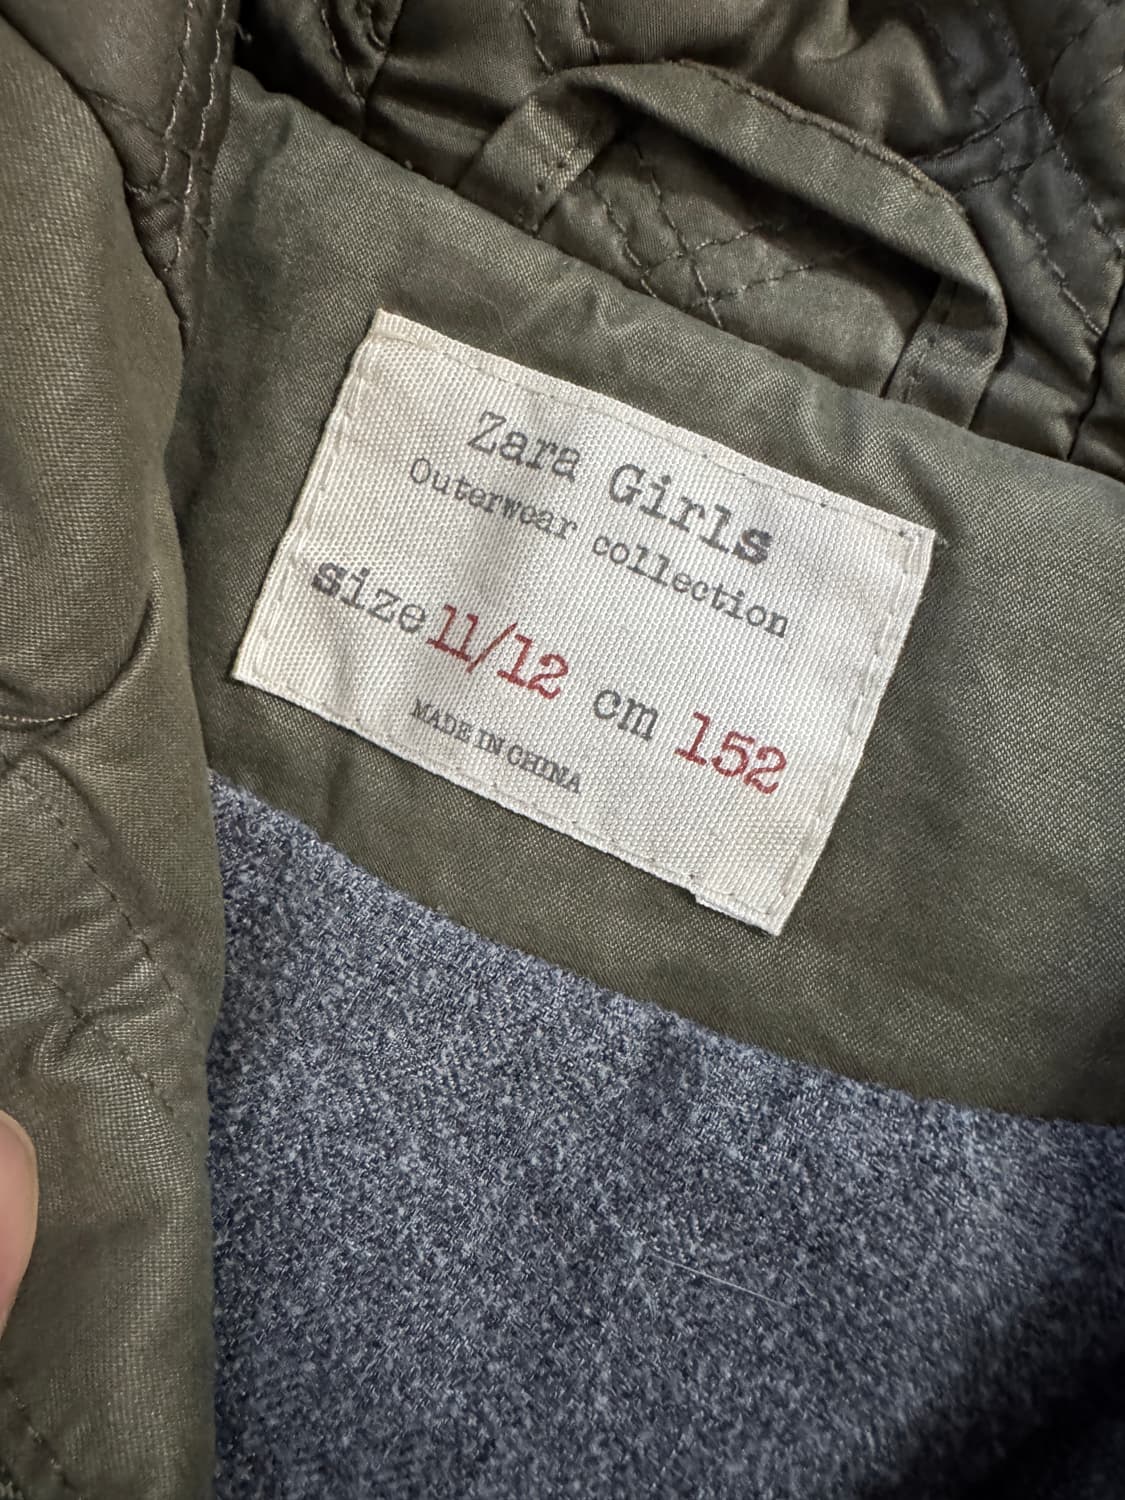 Zara Girls
Outerwear collection
size 11/12 cm 152
MADE IN CHINA